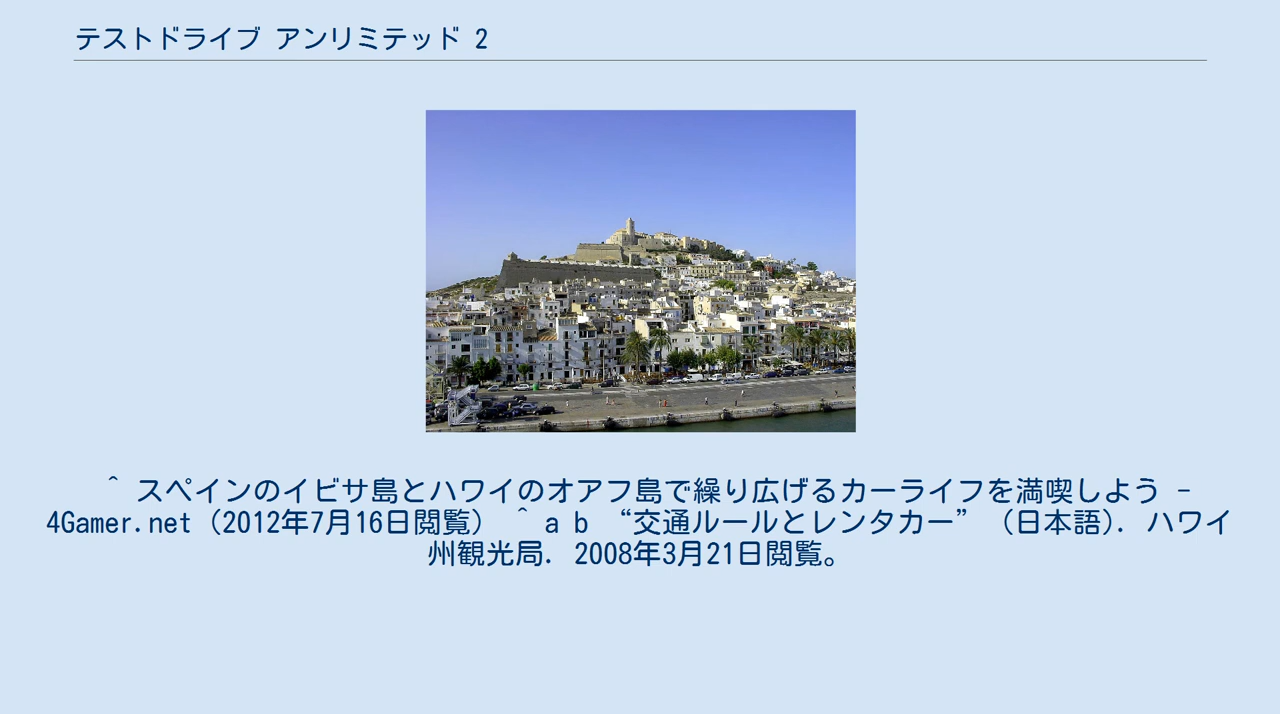 テストドライブ アンリミテッド 2
^ スペインのイビサ島とハワイのオアフ島で繰り広げるカーライフを満喫しよう -
4Gamer.net（2012年7月16日閲覧） ^ a b “交通ルールとレンタカー” （日本語）. ハワイ
州観光局. 2008年3月21日閲覧。